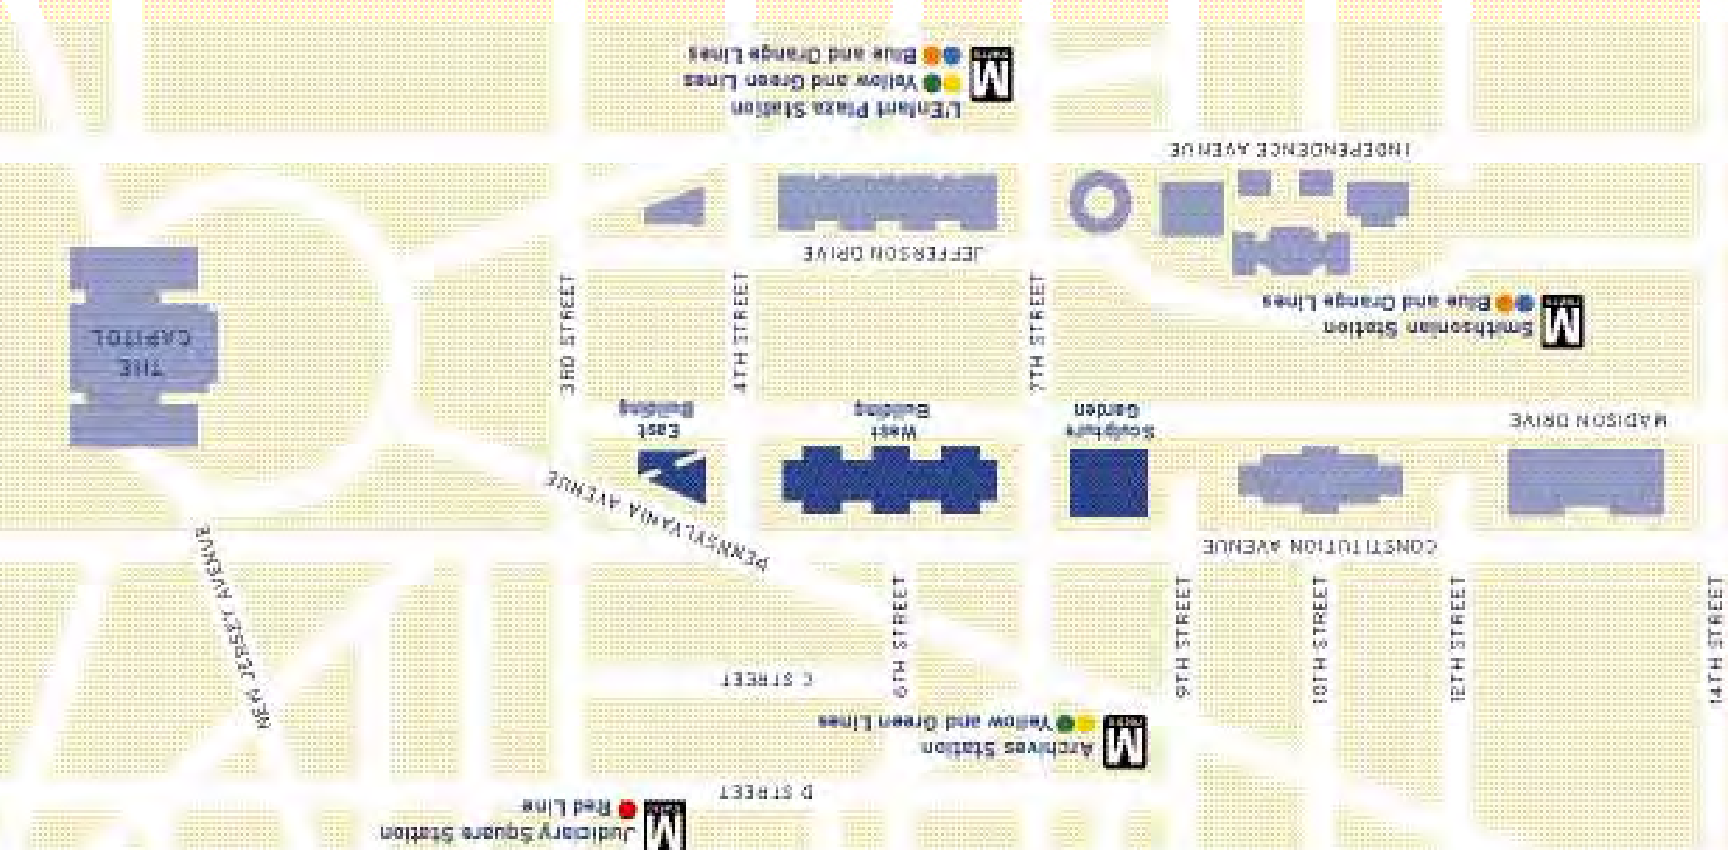 Judiciary Square Station
Red Line
D STREET
Archives Station
Yellow and Green Lines
C STREET
NEW JERSEY AVENUE
6TH STREET
9TH STREET
10TH STREET
12TH STREET
14TH STREET
PENNSYLVANIA AVENUE
CONSTITUTION AVENUE
East
Building
West
Building
Sculpture
Garden
MADISON DRIVE
THE
CAPITOL
3RD STREET
4TH STREET
7TH STREET
Smithsonian Station
Blue and Orange Lines
JEFFERSON DRIVE
INDEPENDENCE AVENUE
L'Enfant Plaza Station
Yellow and Green Lines
Blue and Orange Lines
M
M
M
M